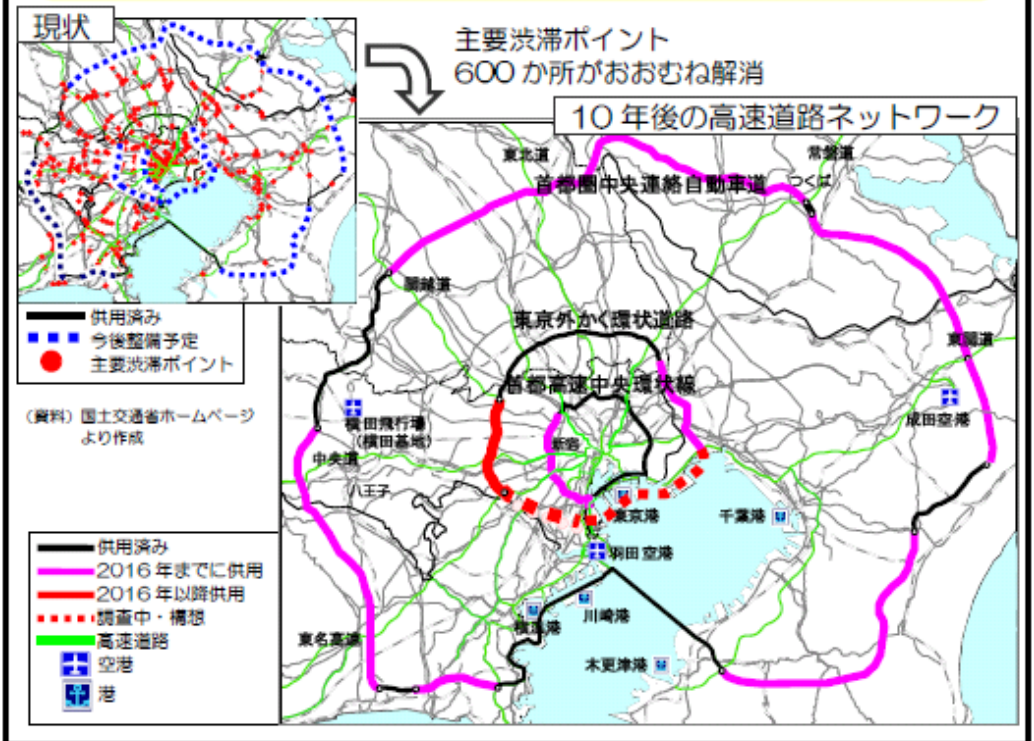 現状
主要渋滞ポイント
600か所がおおむね解消
10年後の高速道路ネットワーク
東北道
常磐道
首都圏中央連絡自動車道
つくば
関越道
供用済み
今後整備予定
主要渋滞ポイント
東京外かく環状道路
東関道
首都高速中央環状線
(資料)国土交通省ホームページ
より作成
横田飛行場
(横田基地)
成田空港
新宿
中央道
八王子
東京港
千葉港
羽田空港
供用済み
2016年までに供用
2016年以降供用
調査中・構想
高速道路
空港
港
川崎港
横浜港
東名高速
木更津港